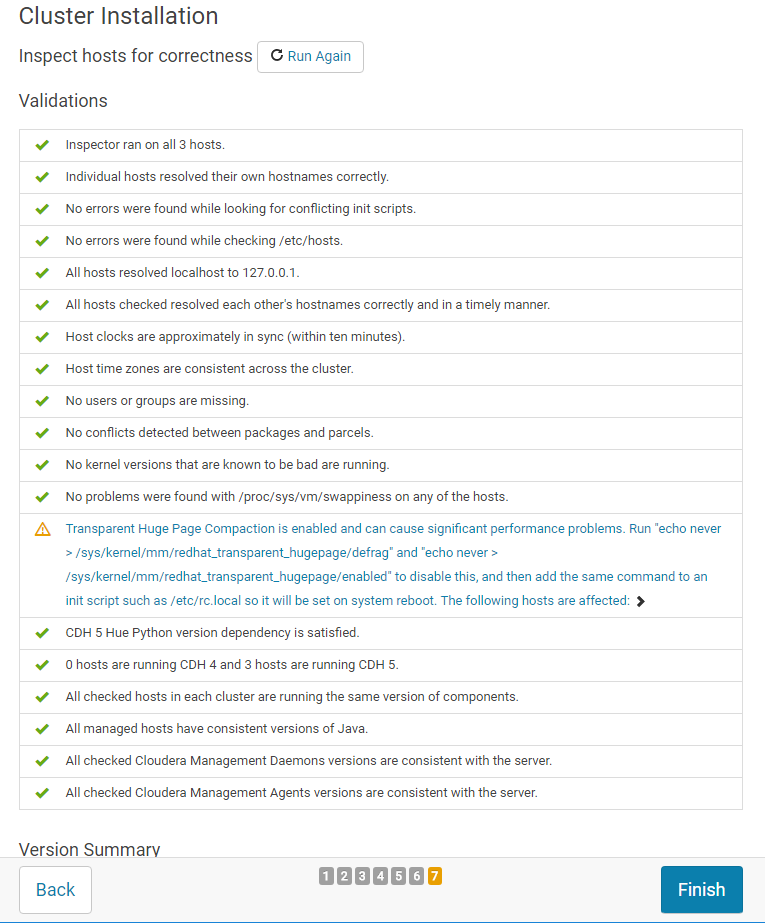 Cluster Installation
Inspect hosts for correctness Run Again
Validations
Inspector ran on all 3 hosts.
Individual hosts resolved their own hostnames correctly.
No errors were found while looking for conflicting init scripts.
No errors were found while checking /etc/hosts.
All hosts resolved localhost to 127.0.0.1.
All hosts checked resolved each other's hostnames correctly and in a timely manner.
Host clocks are approximately in sync (within ten minutes).
Host time zones are consistent across the cluster.
No users or groups are missing.
No conflicts detected between packages and parcels.
No kernel versions that are known to be bad are running.
No problems were found with /proc/sys/vm/swappiness on any of the hosts.
Transparent Huge Page Compaction is enabled and can cause significant performance problems. Run "echo never
> /sys/kernel/mm/redhat_transparent_hugepage/defrag" and "echo never >
/sys/kernel/mm/redhat_transparent_hugepage/enabled" to disable this, and then add the same command to an
init script such as /etc/rc.local so it will be set on system reboot. The following hosts are affected:
CDH 5 Hue Python version dependency is satisfied.
0 hosts are running CDH 4 and 3 hosts are running CDH 5.
All checked hosts in each cluster are running the same version of components.
All managed hosts have consistent versions of Java.
All checked Cloudera Management Daemons versions are consistent with the server.
All checked Cloudera Management Agents versions are consistent with the server.
Version Summary
Back 1 2 3 4 5 6 7 Finish